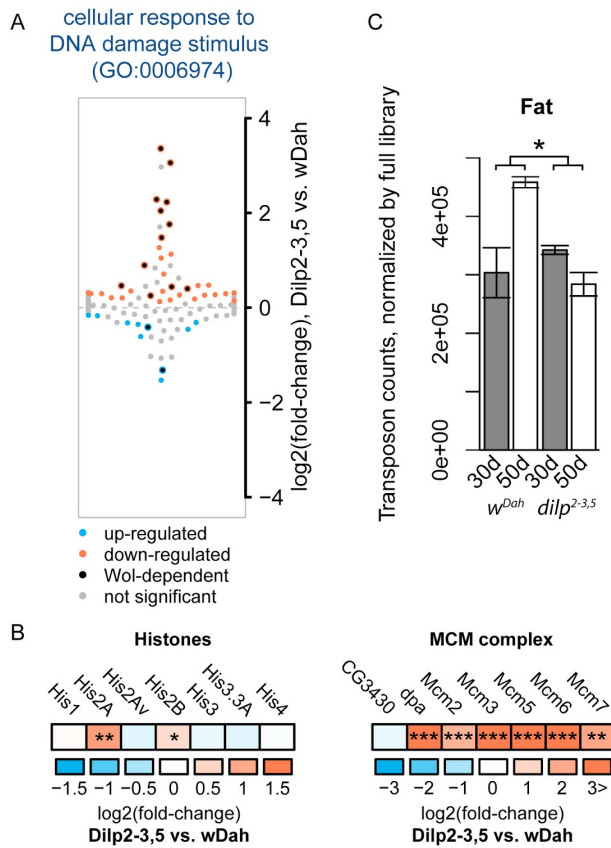 A
cellular response to
DNA damage stimulus
(GO:0006974)
4
2
0
−2
−4
log2(fold-change), Dilp2-3,5 vs. wDah
up-regulated
down-regulated
Wol-dependent
not significant
C
Fat
*
Transposon counts, normalized by full library
4e+05
2e+05
0e+00
30d 50d 30d 50d
wDah dilp2-3,5
B
Histones
His1 His2A His2Av His2B His3 His3.3A His4
** *
−1.5 −1 −0.5 0 0.5 1 1.5
log2(fold-change)
Dilp2-3,5 vs. wDah
MCM complex
CG3430 dpa Mcm2 Mcm3 Mcm5 Mcm6 Mcm7
*** *** *** *** *** **
−3 −2 −1 0 1 2 3>
log2(fold-change)
Dilp2-3,5 vs. wDah